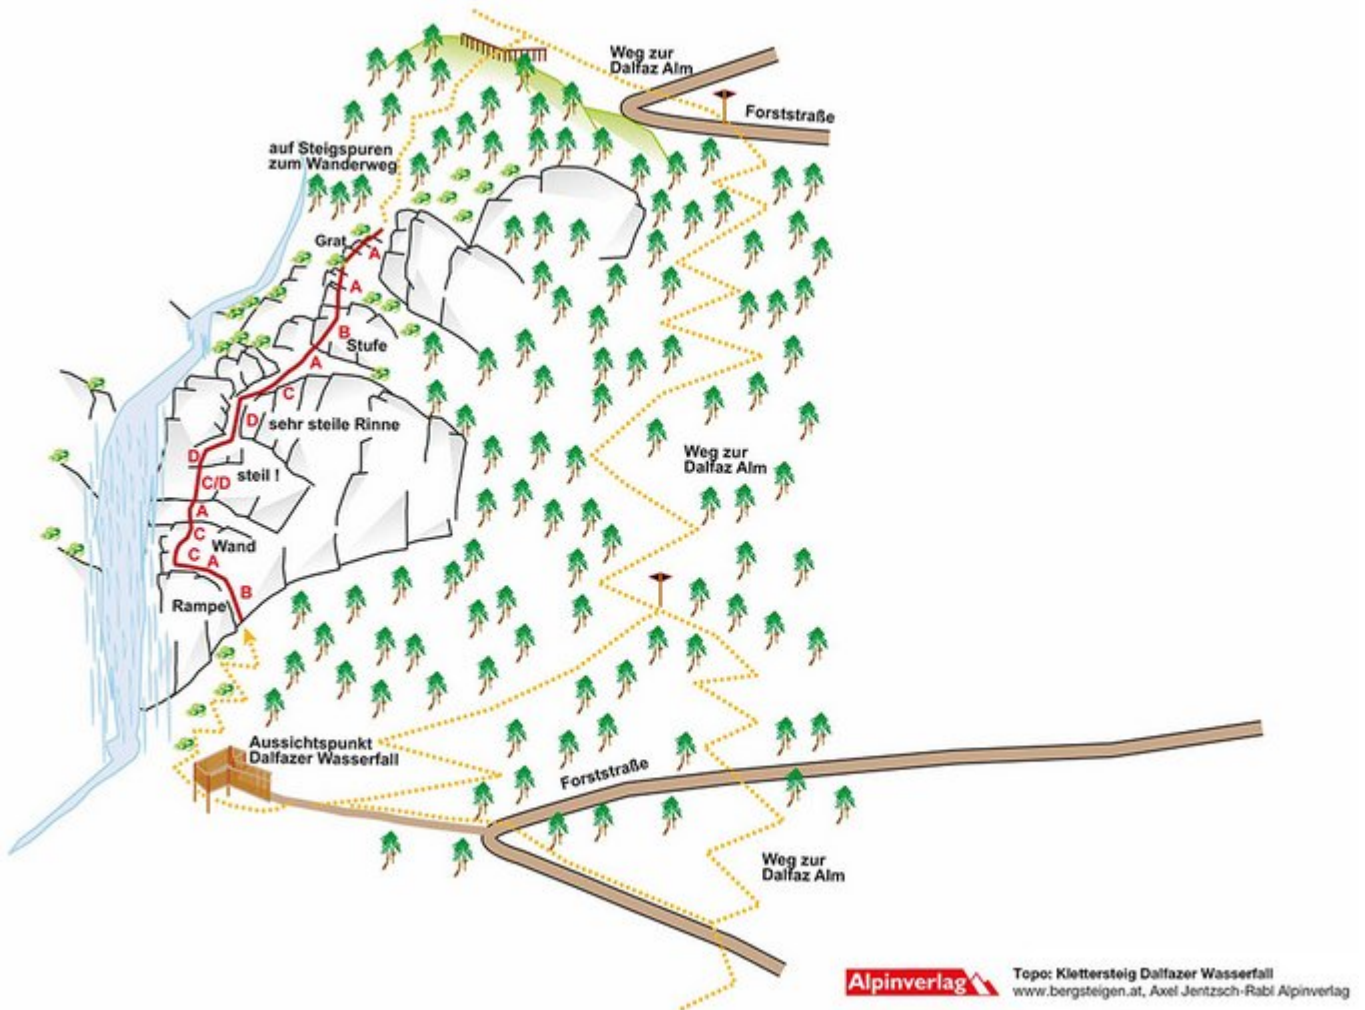 Weg zur
Dalfaz Alm
Forststraße
auf Steigspuren
zum Wanderweg
Grat
A
A
B
Stufe
A
C
D
sehr steile Rinne
D
steil !
C/D
A
C
Wand
C
A
B
Rampe
Weg zur
Dalfaz Alm
Aussichtspunkt
Dalfazer Wasserfall
Forststraße
Weg zur
Dalfaz Alm
Alpinverlag
Topo: Klettersteig Dalfazer Wasserfall
www.bergsteigen.at, Axel Jentzsch-Rabl Alpinverlag